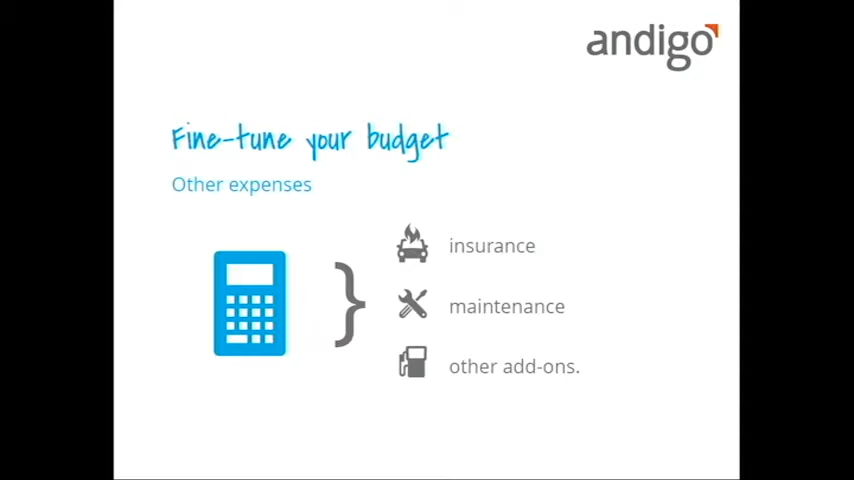 andigo
Fine-tune your budget
Other expenses
insurance
maintenance
other add-ons.